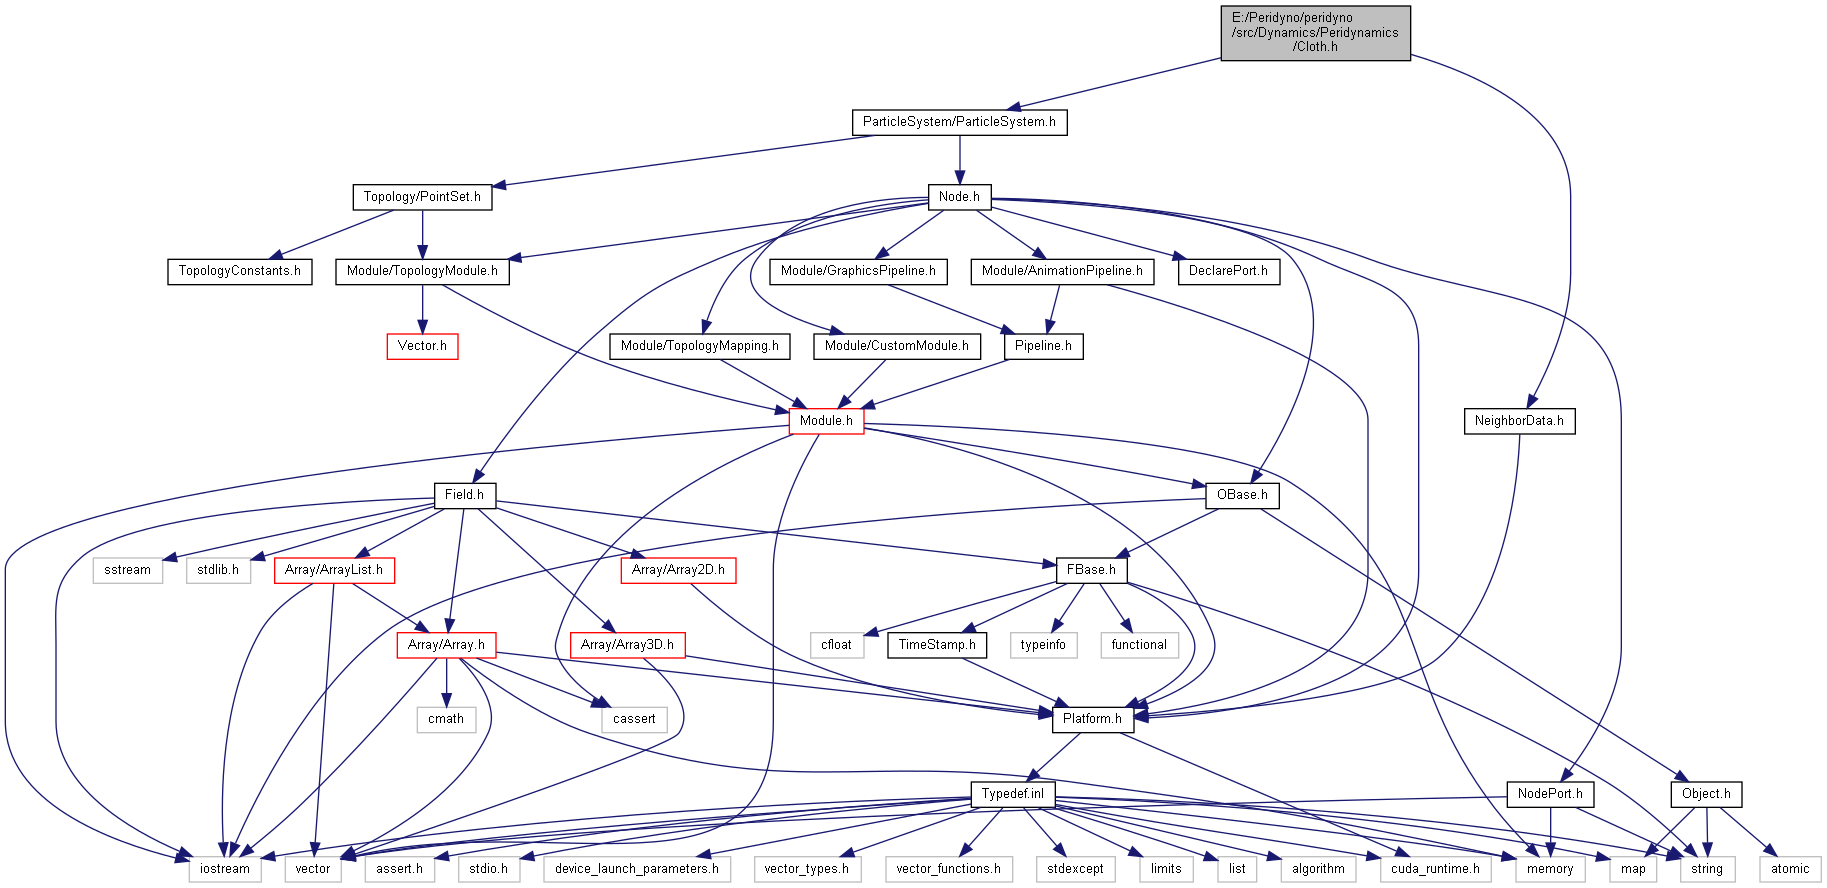 E:/Peridyno/peridyno
/src/Dynamics/Peridynamics
/Cloth.h
ParticleSystem/ParticleSystem.h
Topology/PointSet.h
Node.h
TopologyConstants.h
Module/TopologyModule.h
Module/GraphicsPipeline.h
Module/AnimationPipeline.h
DeclarePort.h
Vector.h
Module/TopologyMapping.h
Module/CustomModule.h
Pipeline.h
Module.h
NeighborData.h
Field.h
OBase.h
sstream
stdlib.h
Array/ArrayList.h
Array/Array2D.h
FBase.h
Array/Array.h
Array/Array3D.h
cfloat
TimeStamp.h
typeinfo
functional
cmath
cassert
Platform.h
Typedef.inl
NodePort.h
Object.h
iostream
vector
assert.h
stdio.h
device_launch_parameters.h
vector_types.h
vector_functions.h
stdexcept
limits
list
algorithm
cuda_runtime.h
memory
map
string
atomic